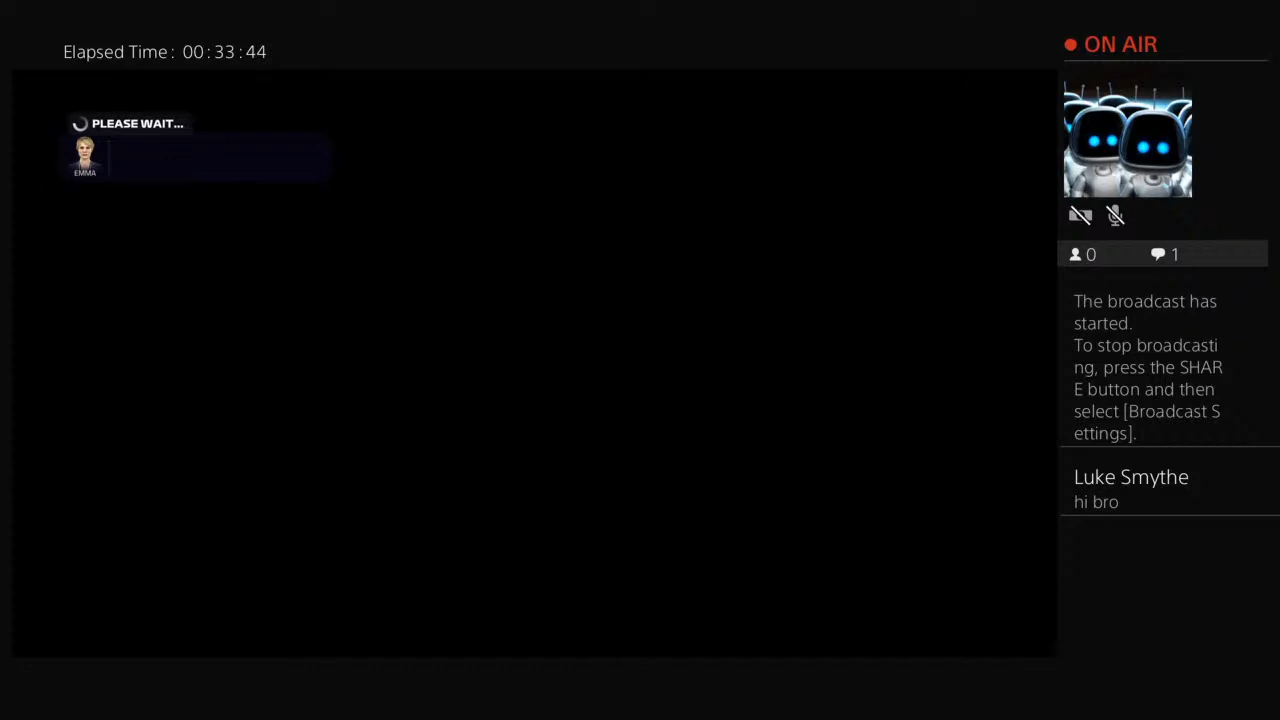 Elapsed Time: 00:33:44
ON AIR
PLEASE WAIT...
EMMA
0 1
The broadcast has
started.
To stop broadcasti
ng, press the SHAR
E button and then
select [Broadcast S
ettings].
Luke Smythe
hi bro